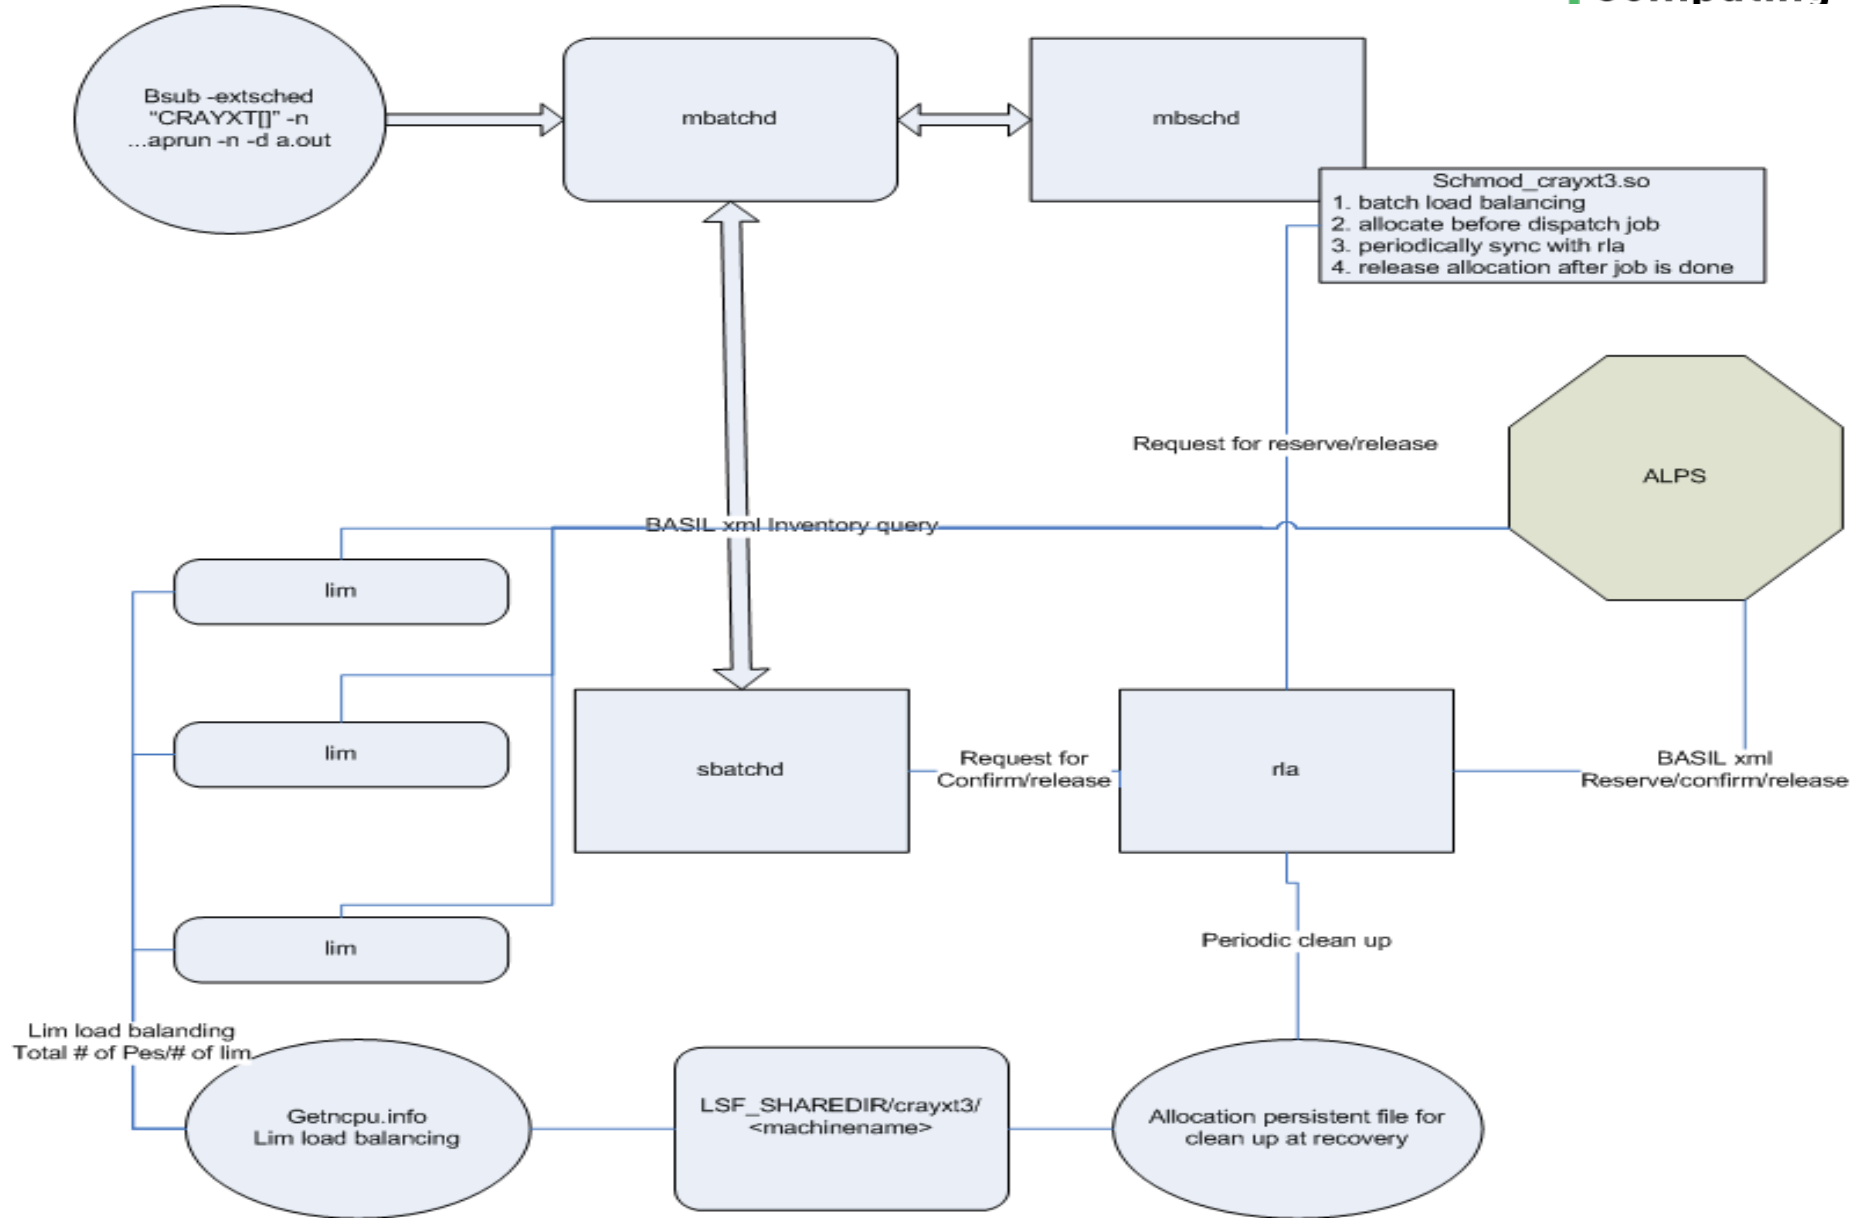 Computing
Bsub -extsched
"CRAYXT[]" -n
...aprun -n -d a.out
mbatchd
mbschd
Schmod_crayxt3.so
1. batch load balancing
2. allocate before dispatch job
3. periodically sync with rla
4. release allocation after job is done
Request for reserve/release
ALPS
BASIL xml Inventory query
lim
lim
sbatchd
Request for
Confirm/release
rla
BASIL xml
Reserve/confirm/release
lim
Periodic clean up
Lim load balanding
Total # of Pes/# of lim
Getncpu.info
Lim load balancing
LSF_SHAREDIR/crayxt3/
<machinename>
Allocation persistent file for
clean up at recovery